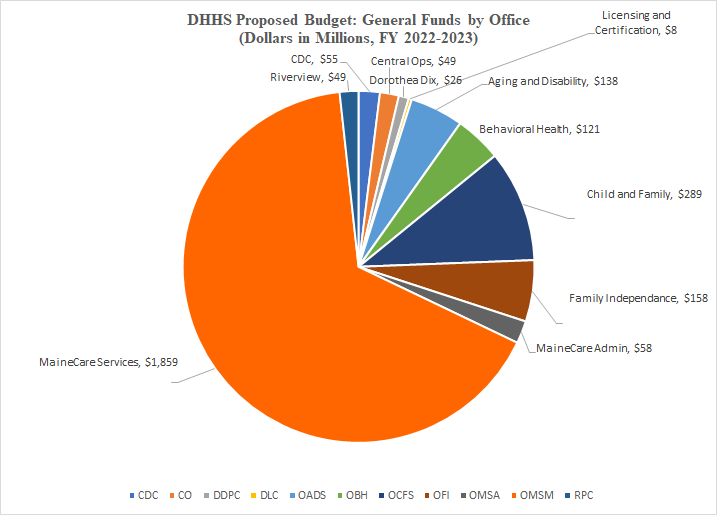 DHHS Proposed Budget: General Funds by Office
(Dollars in Millions, FY 2022-2023)
Licensing and
Certification, $8
CDC, $55
Central Ops, $49
Riverview, $49
Dorothea Dix, $26
Aging and Disability, $138
Behavioral Health, $121
Child and Family, $289
Family Independance, $158
MaineCare Admin, $58
MaineCare Services, $1,859
CDC CO DDPC DLC OADS OBH OCFS OFI OMSA OMSM RPC